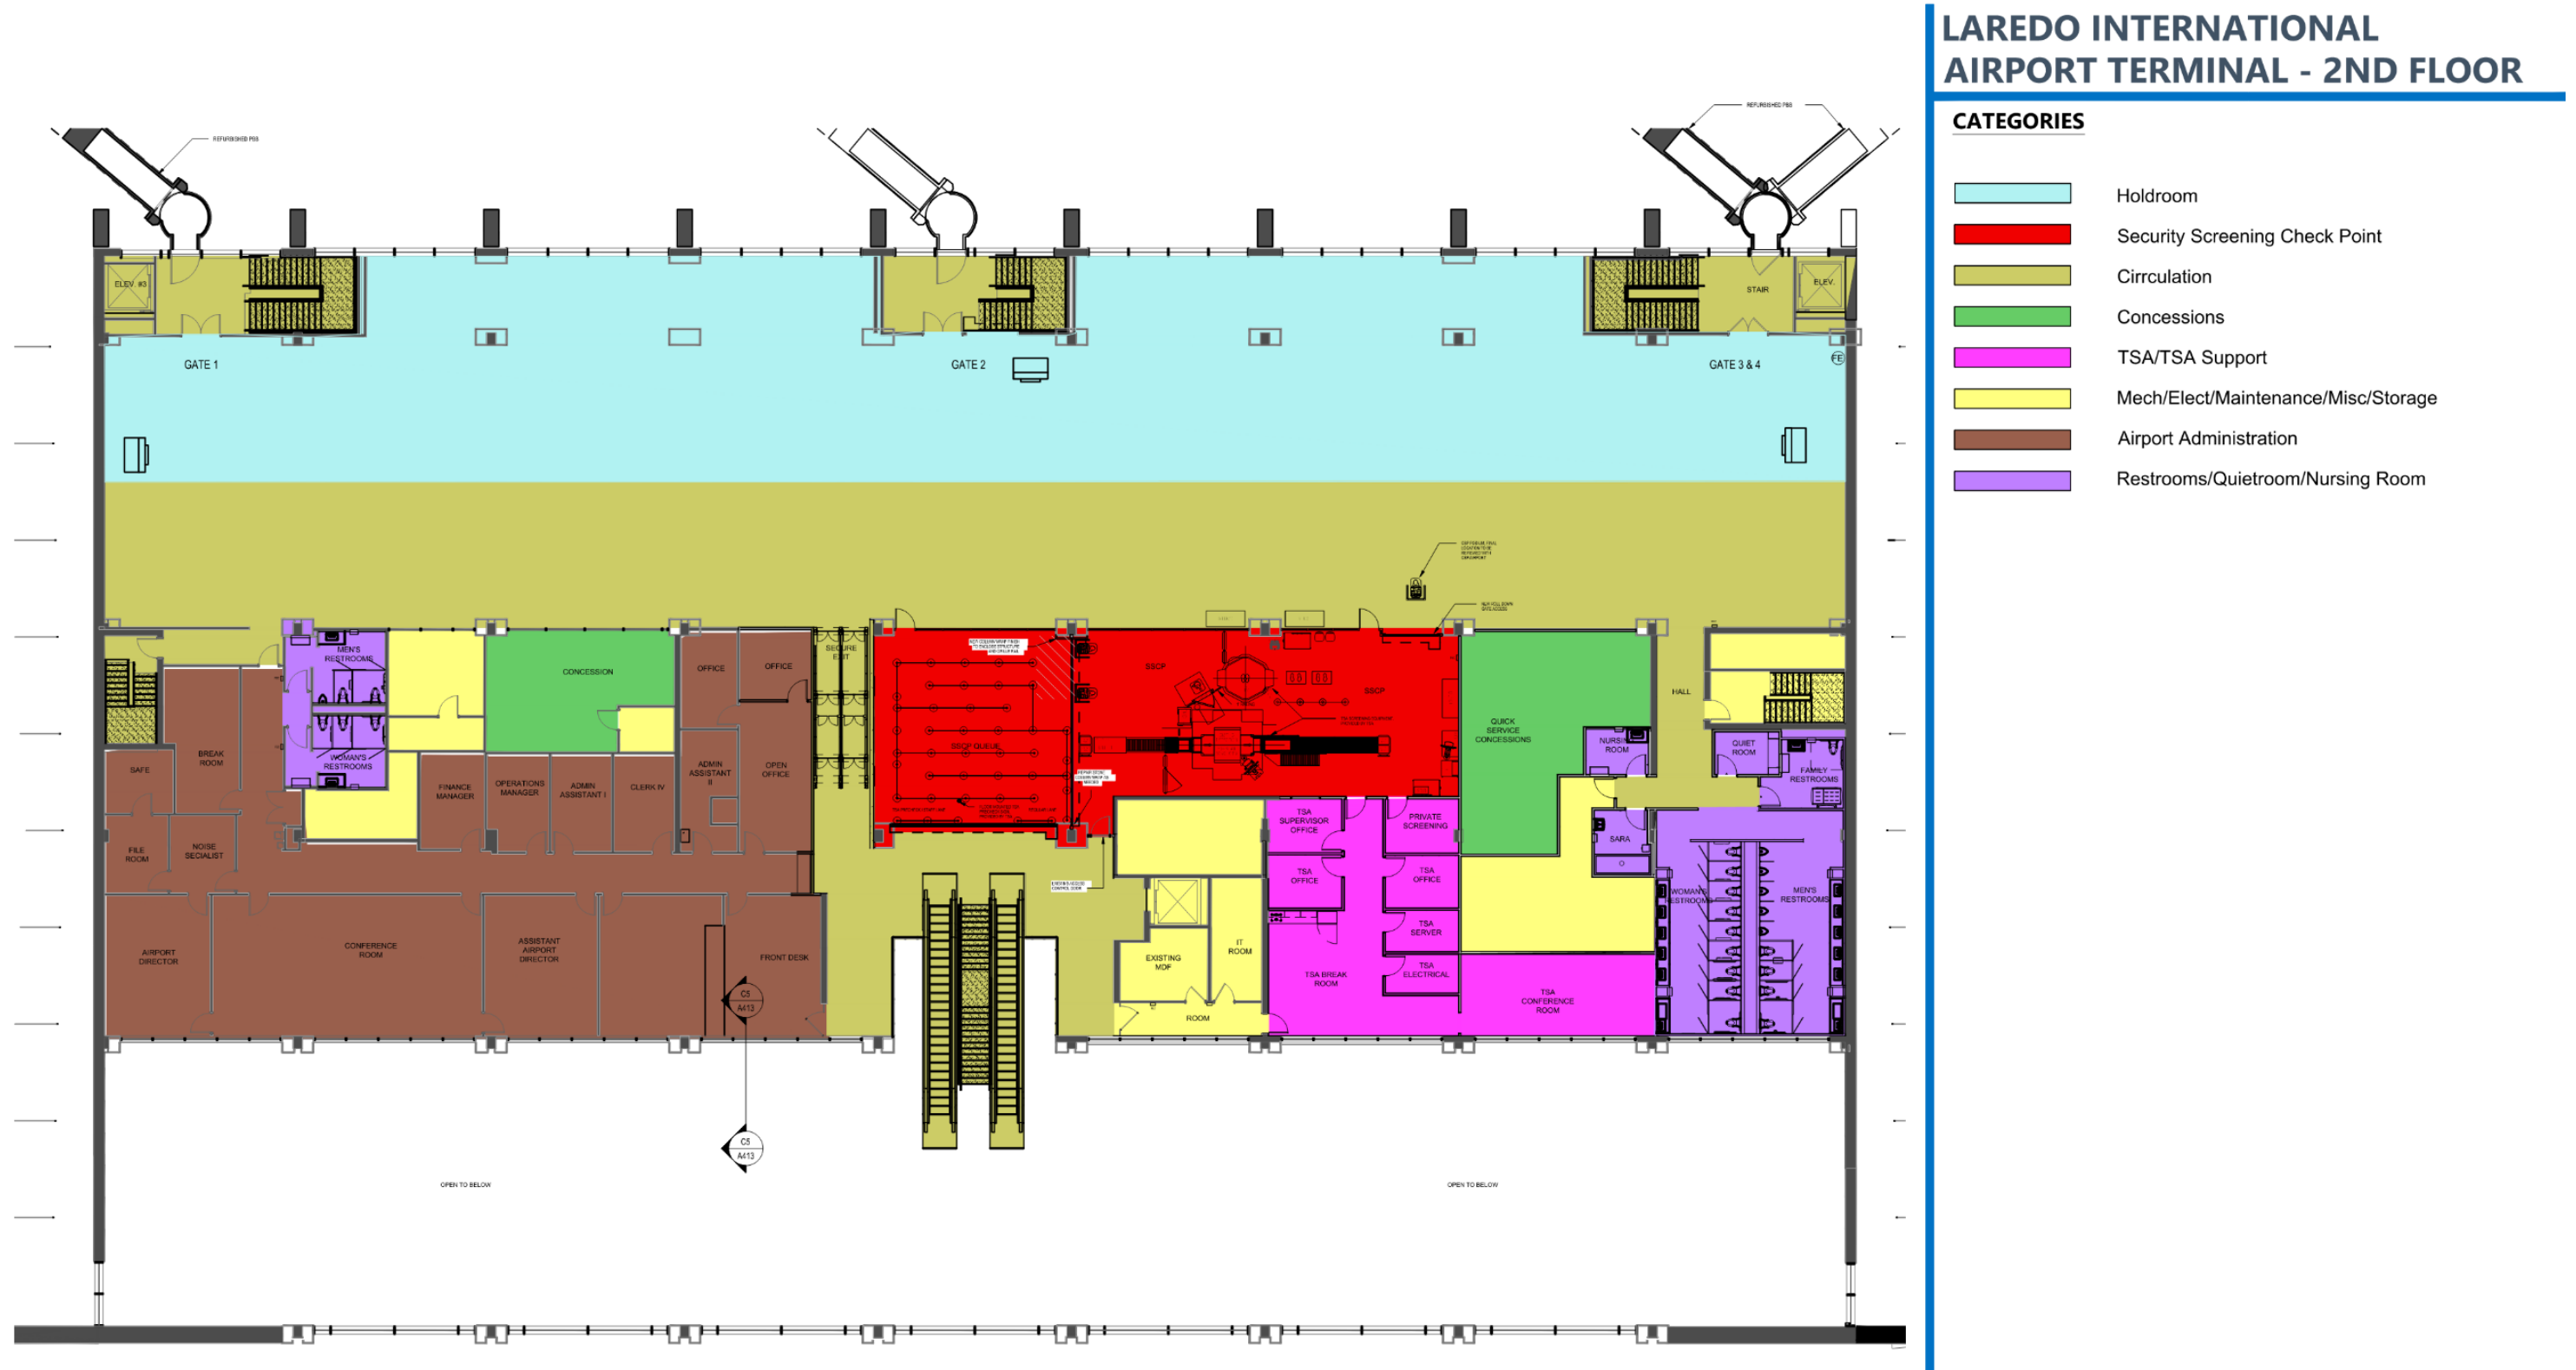 LAREDO INTERNATIONAL
AIRPORT TERMINAL - 2ND FLOOR
CATEGORIES
Holdroom
Security Screening Check Point
Cirrculation
Concessions
TSA/TSA Support
Mech/Elect/Maintenance/Misc/Storage
Airport Administration
Restrooms/Quietroom/Nursing Room
REFURBISHED PBB
REFURBISHED PBB
ELEV. #3
STAIR
ELEV.
GATE 1
GATE 2
GATE 3 & 4
FE
MEN'S
RESTROOMS
WOMAN'S
RESTROOMS
CONCESSION
OFFICE
OFFICE
SECURE
EXIT
SSCP
SSCP
SSCP QUEUE
QUICK
SERVICE
CONCESSIONS
HALL
NURSING
ROOM
QUIET
ROOM
FAMILY
RESTROOMS
BREAK
ROOM
SAFE
FINANCE
MANAGER
OPERATIONS
MANAGER
ADMIN
ASSISTANT I
CLERK IV
ADMIN
ASSISTANT
II
OPEN
OFFICE
FILE
ROOM
NOISE
SECIALIST
TSA
SUPERVISOR
OFFICE
PRIVATE
SCREENING
SARA
TSA
OFFICE
TSA
OFFICE
WOMAN'S
RESTROOMS
MEN'S
RESTROOMS
AIRPORT
DIRECTOR
CONFERENCE
ROOM
ASSISTANT
AIRPORT
DIRECTOR
FRONT DESK
TSA
SERVER
IT
ROOM
EXISTING
MDF
TSA BREAK
ROOM
TSA
ELECTRICAL
TSA
CONFERENCE
ROOM
ROOM
C5
A413
C5
A413
OPEN TO BELOW
OPEN TO BELOW